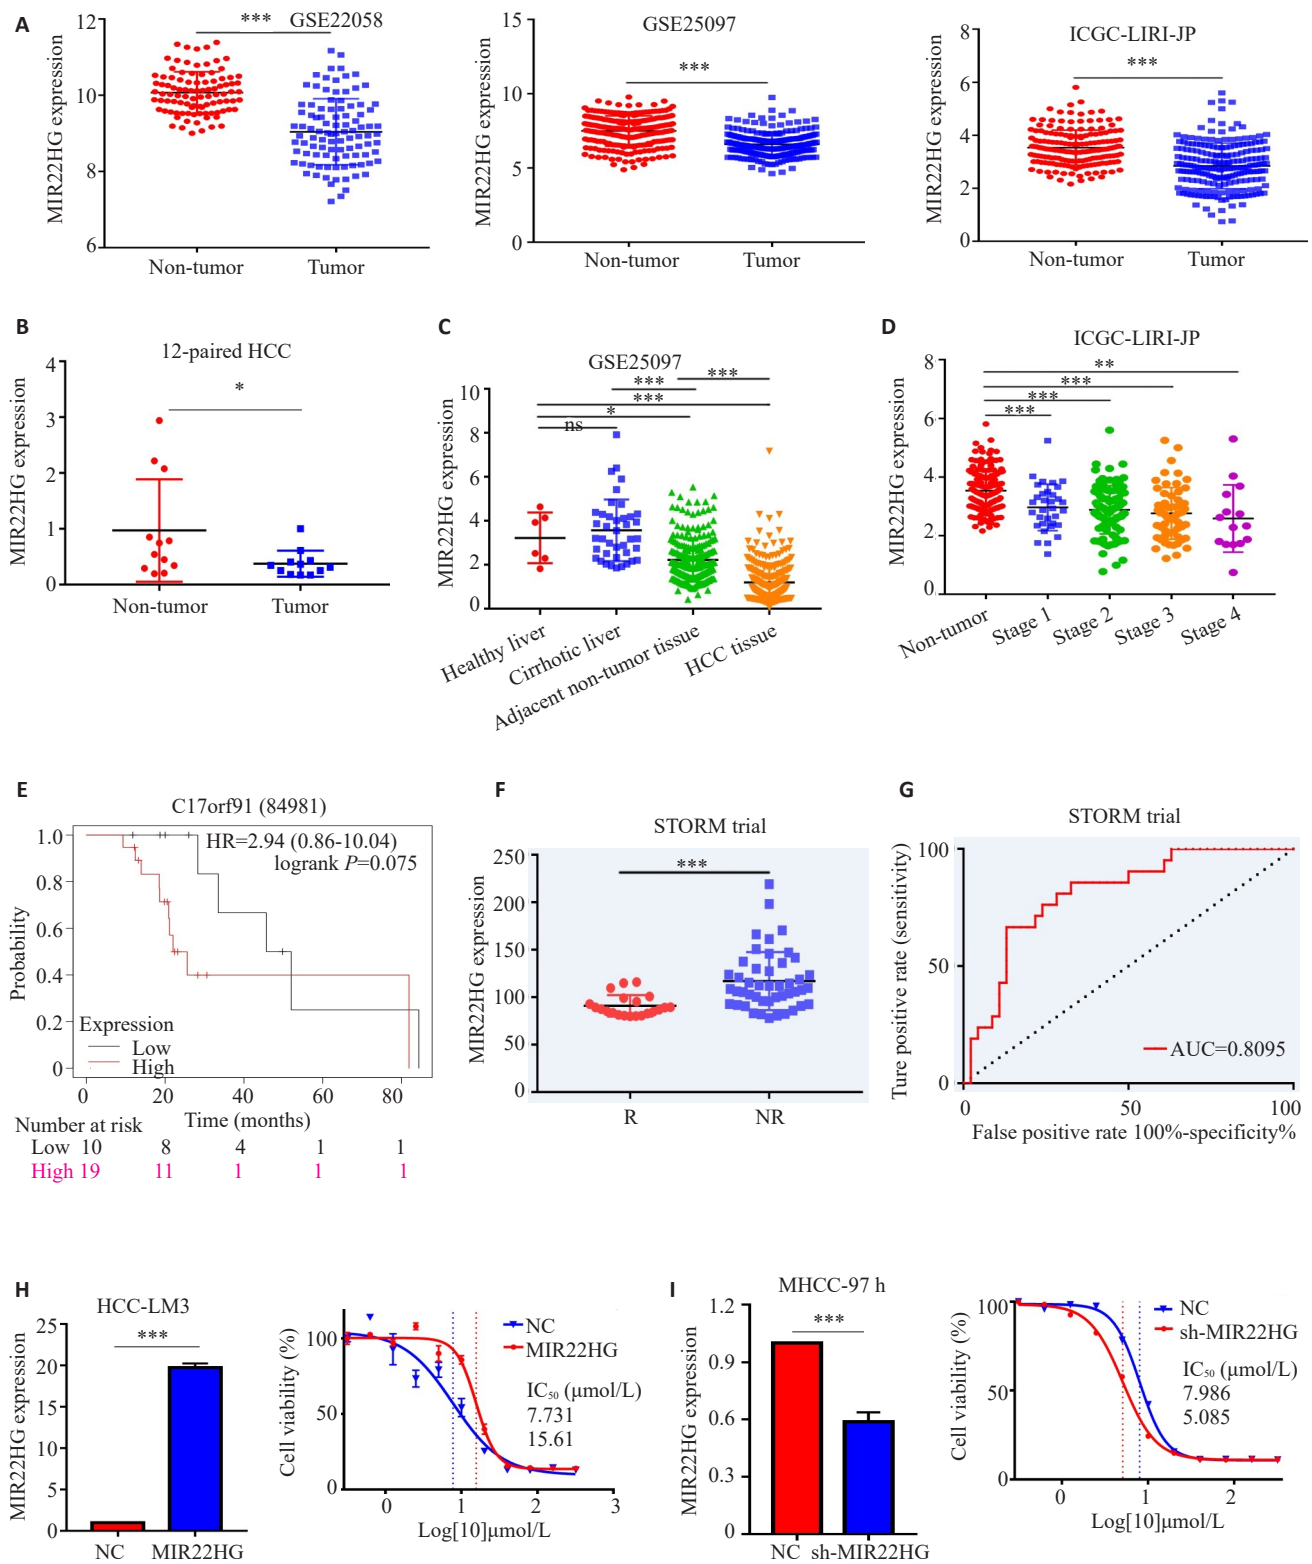 A
GSE22058
***
MIR22HG expression
12
10
8
6
Non-tumor
Tumor
GSE25097
***
MIR22HG expression
15
10
5
0
Non-tumor
Tumor
ICGC-LIRI-JP
***
MIR22HG expression
8
6
4
2
0
Non-tumor
Tumor
B
12-paired HCC
*
MIR22HG expression
4
3
2
1
0
Non-tumor
Tumor
C
GSE25097
***
***
***
*
ns
MIR22HG expression
10
8
6
4
2
0
Healthy liver
Cirrhotic liver
Adjacent non-tumor tissue
HCC tissue
D
ICGC-LIRI-JP
**
***
***
***
MIR22HG expression
8
6
4
2
0
Non-tumor
Stage 1
Stage 2
Stage 3
Stage 4
E
C17orf91 (84981)
HR=2.94 (0.86-10.04)
logrank P=0.075
Probability
1.0
0.8
0.6
0.4
0.2
0
Expression
Low
High
0 20 40 60 80
Time (months)
Number at risk
Low 10 8 4 1 1
High 19 11 1 1 1
F
STORM trial
***
MIR22HG expression
250
200
150
100
50
0
R
NR
G
STORM trial
Ture positive rate (sensitivity)
100
50
0
AUC=0.8095
0 50 100
False positive rate 100%-specificity%
H
HCC-LM3
***
MIR22HG expression
25
20
15
10
5
0
NC MIR22HG
Cell viability (%)
100
50
0
NC
MIR22HG
IC50 (μmol/L)
7.731
15.61
0 1 2 3
Log[10]μmol/L
I
MHCC-97 h
***
MIR22HG expression
1.2
0.9
0.6
0.3
0
NC sh-MIR22HG
Cell viability (%)
100
50
0
NC
sh-MIR22HG
IC50 (μmol/L)
7.986
5.085
0 1 2
Log[10]μmol/L